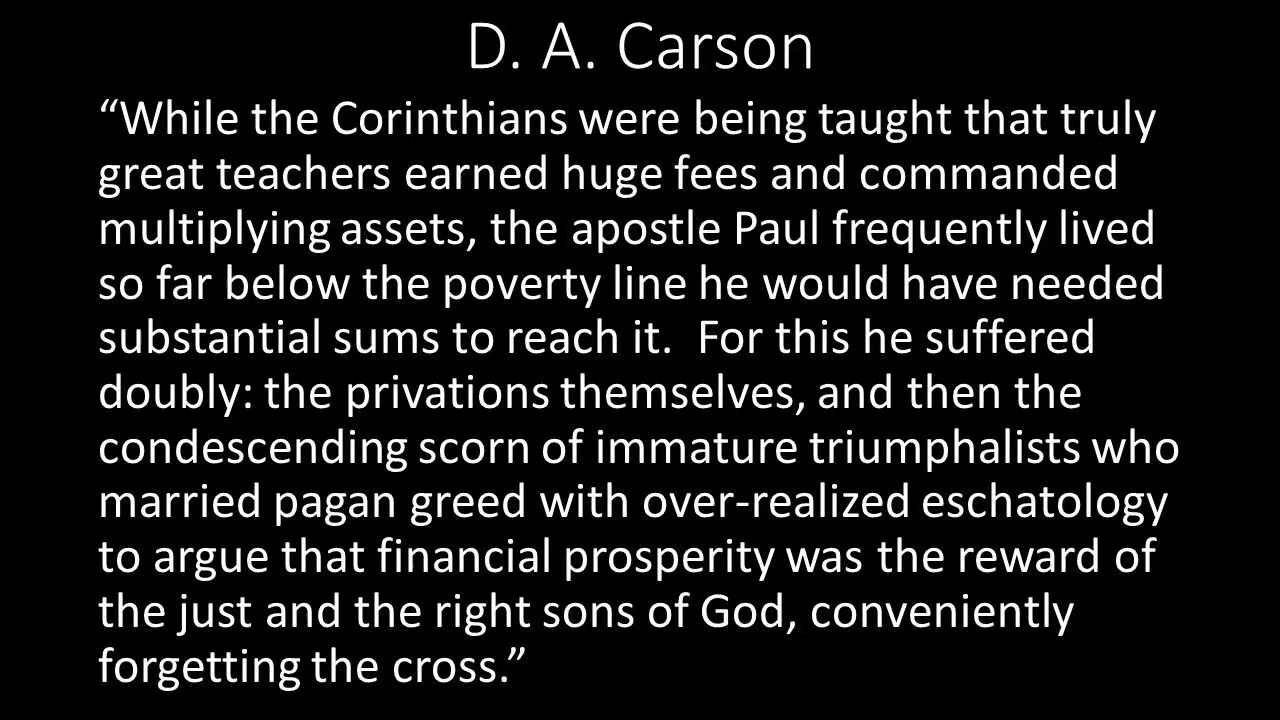 D. A. Carson
“While the Corinthians were being taught that truly
great teachers earned huge fees and commanded
multiplying assets, the apostle Paul frequently lived
so far below the poverty line he would have needed
substantial sums to reach it.  For this he suffered
doubly: the privations themselves, and then the
condescending scorn of immature triumphalists who
married pagan greed with over-realized eschatology
to argue that financial prosperity was the reward of
the just and the right sons of God, conveniently
forgetting the cross.”